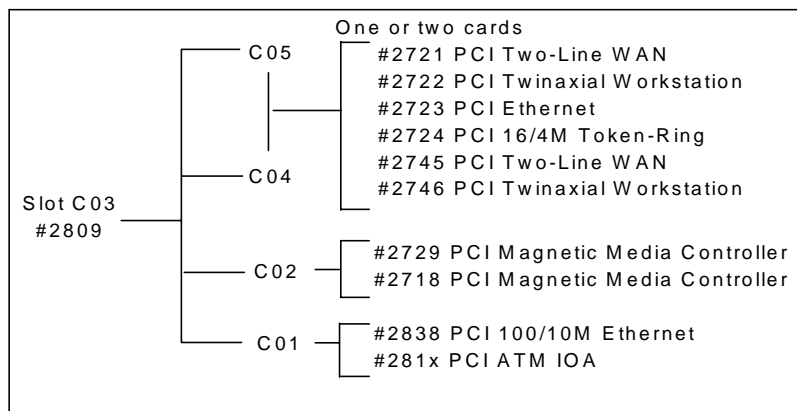 One or two cards
C05
#2721 PCI Two-Line WAN
#2722 PCI Twinaxial Workstation
#2723 PCI Ethernet
#2724 PCI 16/4M Token-Ring
#2745 PCI Two-Line WAN
C04
#2746 PCI Twinaxial Workstation
Slot C03
#2809
#2729 PCI Magnetic Media Controller
C02
#2718 PCI Magnetic Media Controller
#2838 PCI 100/10M Ethernet
C01
#281x PCI ATM IOA